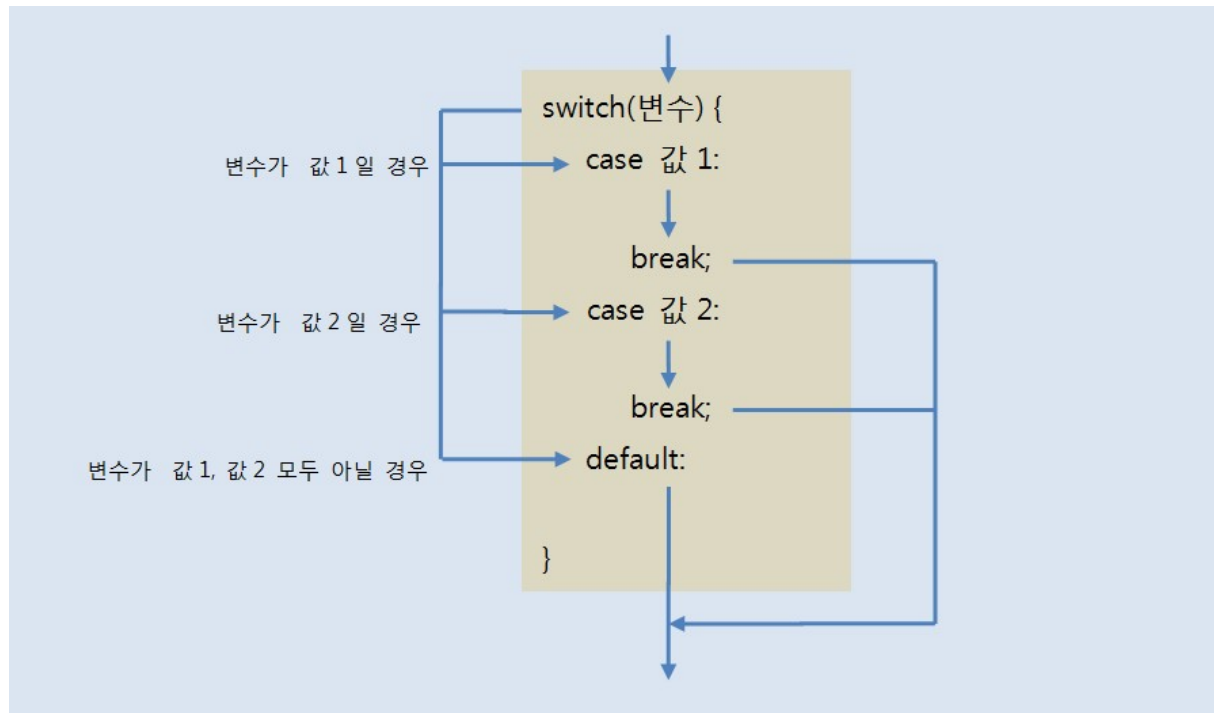 switch(변수) {
변수가 값 1 일 경우
case 값 1:
break;
변수가 값 2 일 경우
case 값 2:
break;
변수가 값 1, 값 2 모두 아닐 경우
default:
}